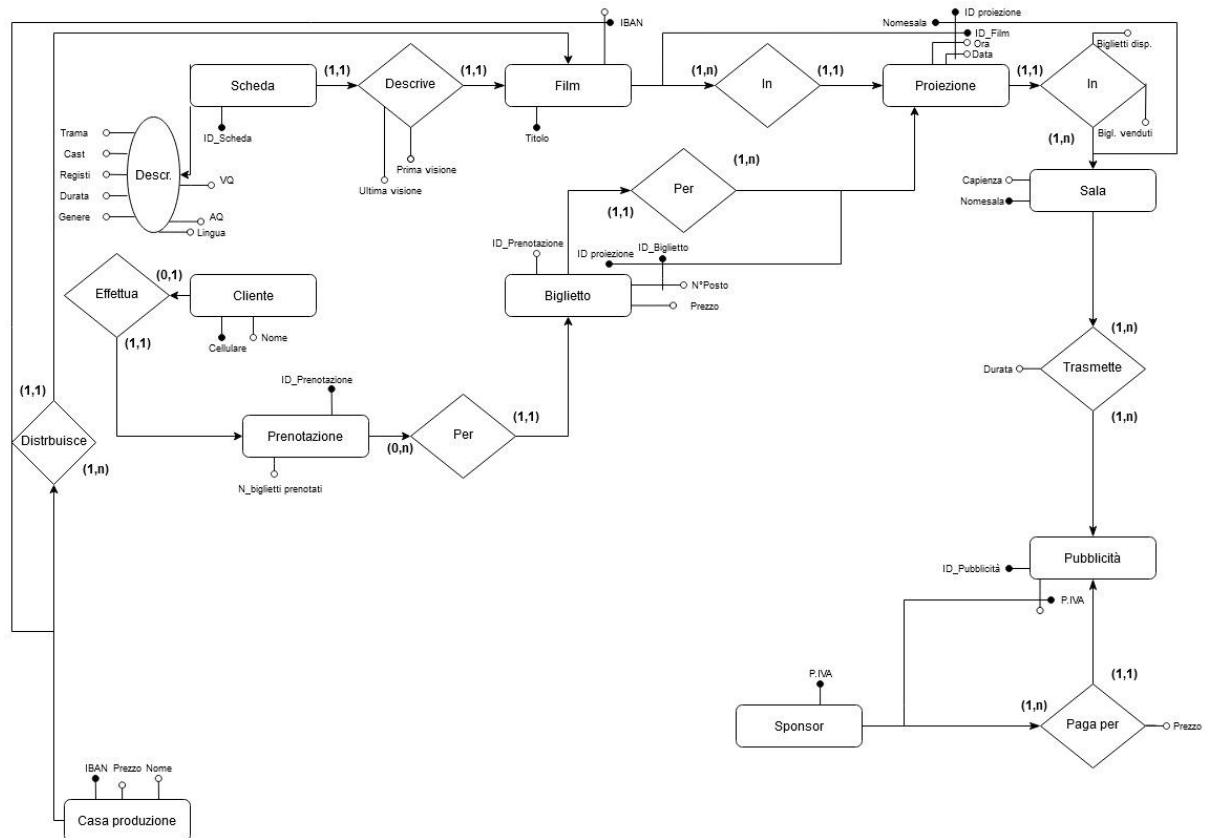 IBAN
ID proiezione
Nomesala
ID_Film
Ora
Data
Biglietti disp.
(1,1)
(1,1)
(1,n)
(1,1)
(1,1)
Scheda
Descrive
Film
In
Proiezione
In
ID_Scheda
Titolo
Bigl. venduti
(1,n)
Trama
Cast
Registi
Durata
Genere
Descr.
VQ
AQ
Lingua
Prima visione
Ultima visione
(1,n)
Per
(1,1)
Capienza
Nomesala
Sala
ID_Prenotazione
ID_Biglietto
ID proiezione
N°Posto
Prezzo
Biglietto
(0,1)
Effettua
Cliente
(1,1)
Cellulare
Nome
(1,n)
Durata
Trasmette
(1,n)
ID_Prenotazione
(1,1)
(1,1)
Distrbuisce
(1,n)
Prenotazione
(0,n)
Per
N_biglietti prenotati
Pubblicità
ID_Pubblicità
P.IVA
P.IVA
(1,1)
(1,n)
Sponsor
Paga per
Prezzo
IBAN
Prezzo
Nome
Casa produzione